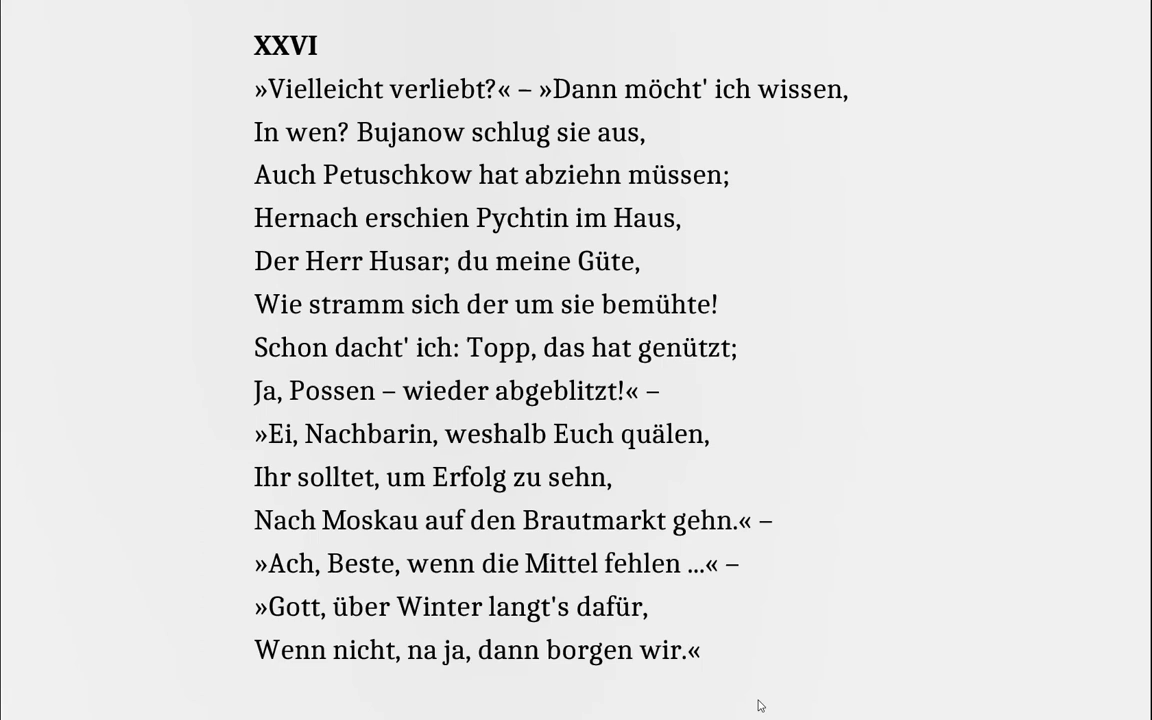 XXVI
»Vielleicht verliebt?« – »Dann möcht' ich wissen,
In wen? Bujanow schlug sie aus,
Auch Petuschkow hat abziehn müssen;
Hernach erschien Pychtin im Haus,
Der Herr Husar; du meine Güte,
Wie stramm sich der um sie bemühte!
Schon dacht' ich: Topp, das hat genützt;
Ja, Possen – wieder abgeblitzt!« –
»Ei, Nachbarin, weshalb Euch quälen,
Ihr solltet, um Erfolg zu sehn,
Nach Moskau auf den Brautmarkt gehn.« –
»Ach, Beste, wenn die Mittel fehlen ...« –
»Gott, über Winter langt's dafür,
Wenn nicht, na ja, dann borgen wir.«